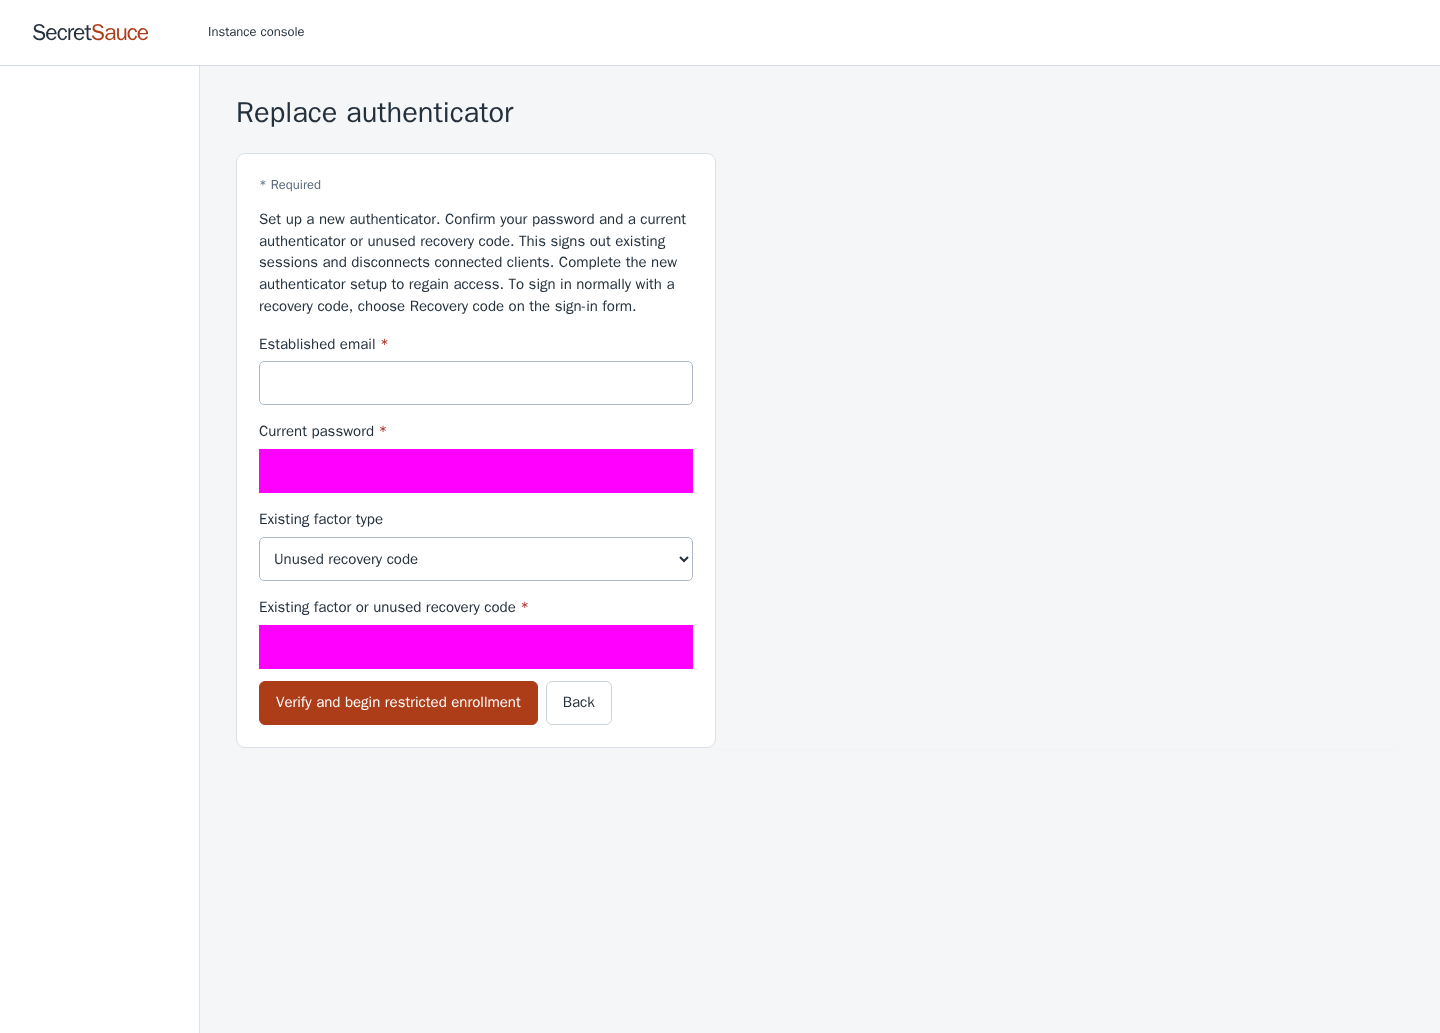 SecretSauce
Instance console
Replace authenticator
* Required
Set up a new authenticator. Confirm your password and a current
authenticator or unused recovery code. This signs out existing
sessions and disconnects connected clients. Complete the new
authenticator setup to regain access. To sign in normally with a
recovery code, choose Recovery code on the sign-in form.
Established email *
Current password *
Existing factor type
Unused recovery code
Existing factor or unused recovery code *
Verify and begin restricted enrollment
Back